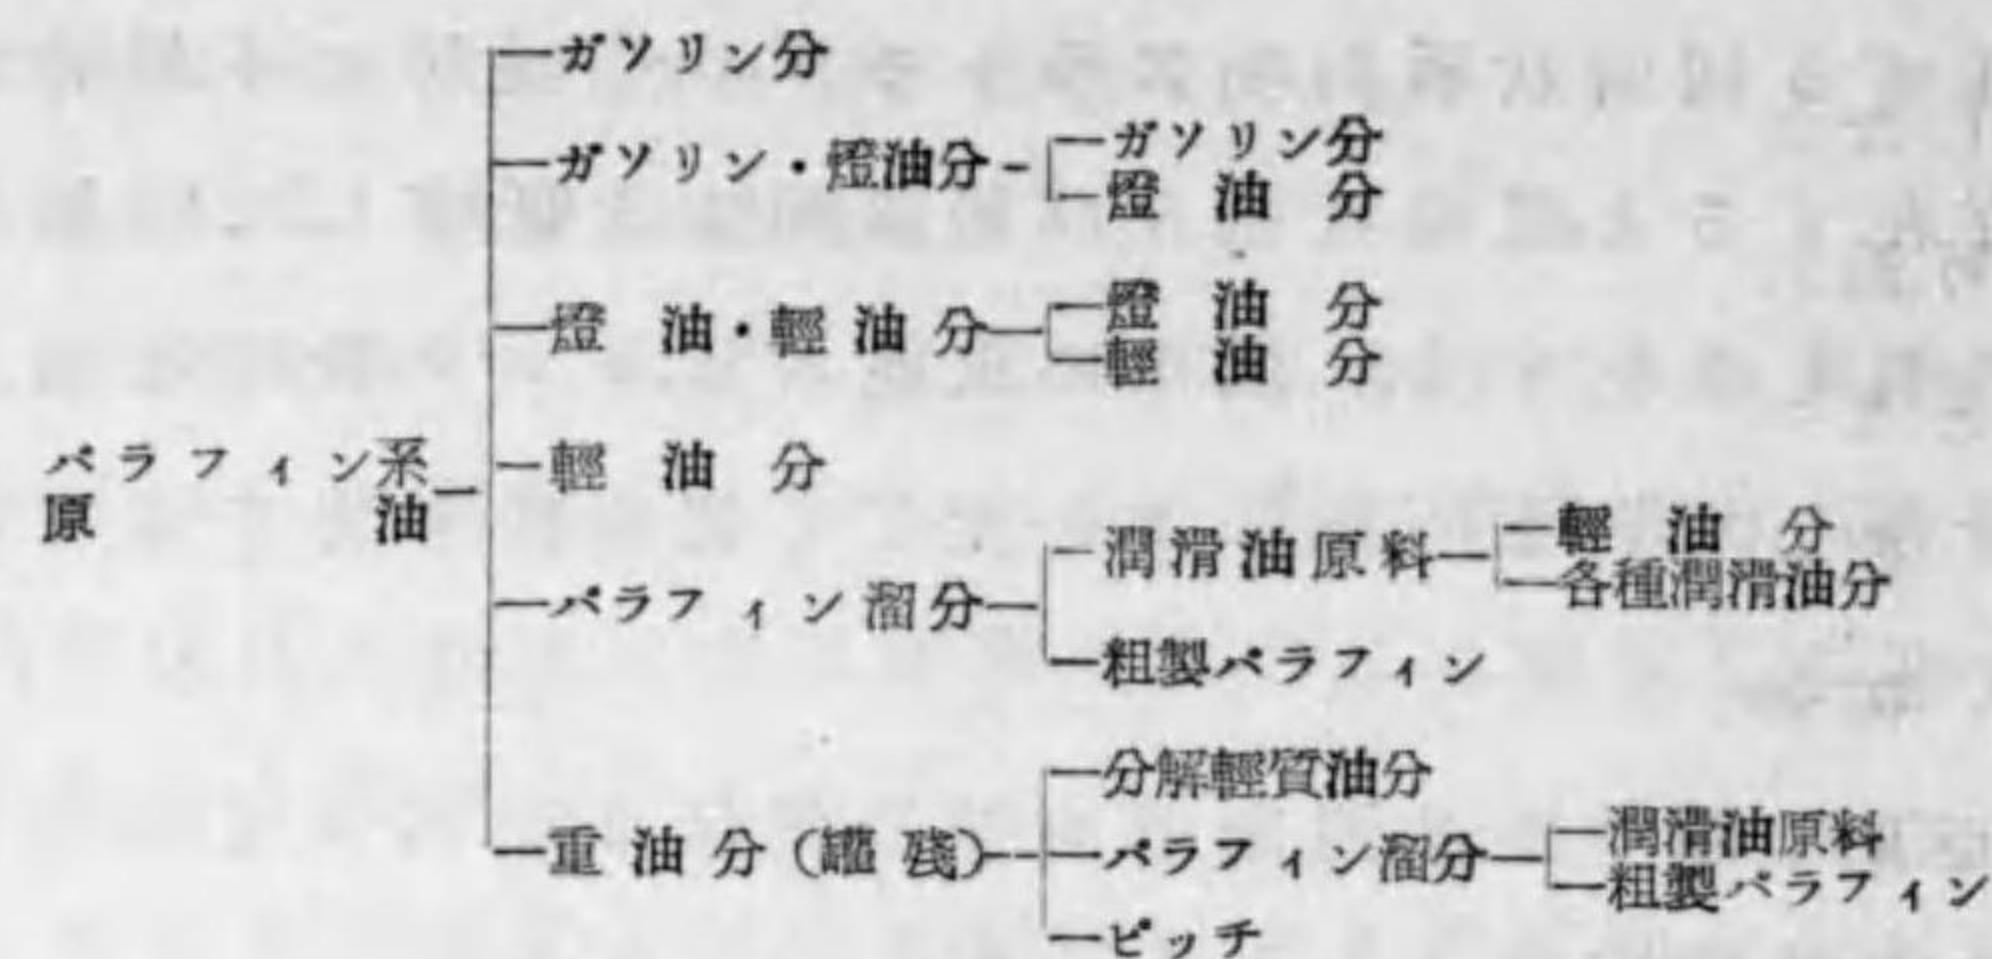 パラフィン系
原油
ガソリン分
ガソリン・燈油分
ガソリン分
燈油分
燈油・輕油分
燈油分
輕油分
輕油分
パラフィン溜分
潤滑油原料
輕油分
各種潤滑油分
粗製パラフィン
重油分(罐殘)
分解輕質油分
パラフィン溜分
潤滑油原料
粗製パラフィン
ピッチ